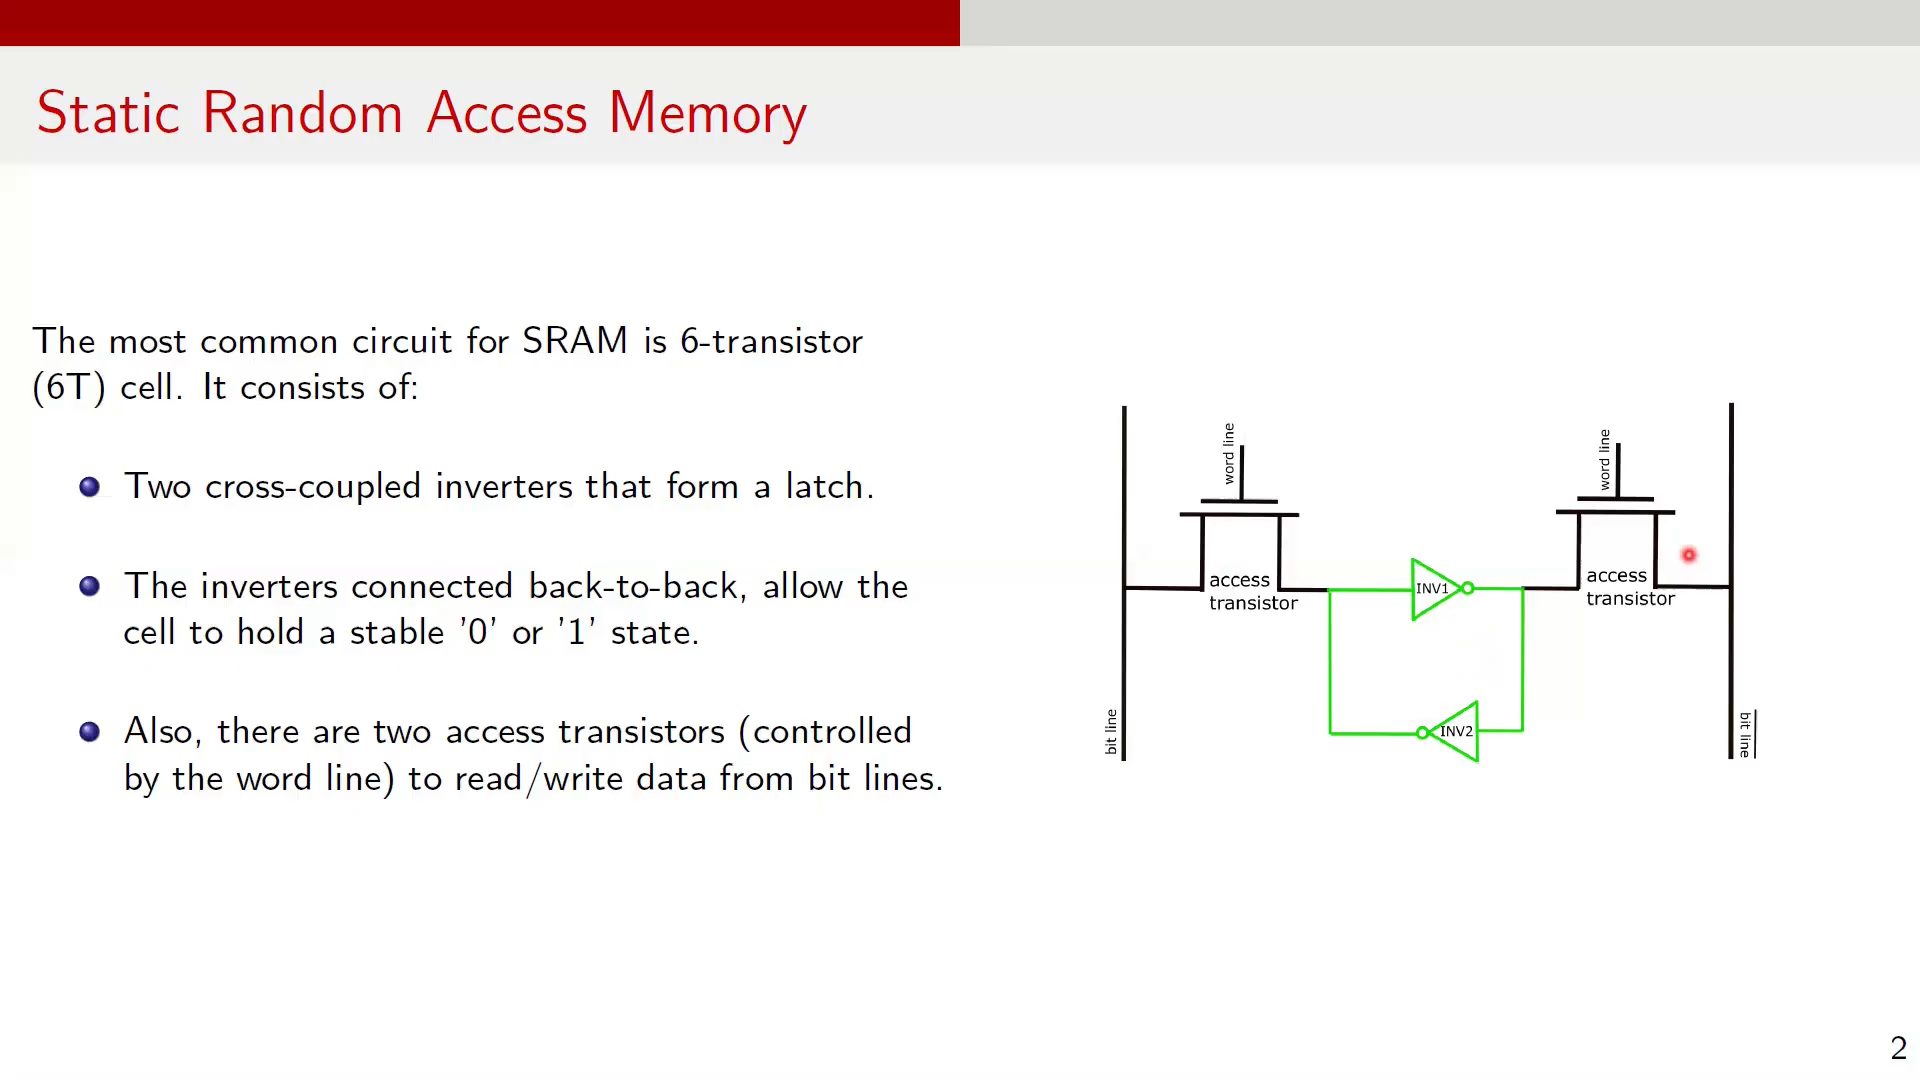 Static Random Access Memory
The most common circuit for SRAM is 6-transistor
(6T) cell. It consists of:
Two cross-coupled inverters that form a latch.
The inverters connected back-to-back, allow the
cell to hold a stable '0' or '1' state.
Also, there are two access transistors (controlled
by the word line) to read/write data from bit lines.
word line
word line
access
transistor
INV1
access
transistor
bit line
INV2
bit line
2